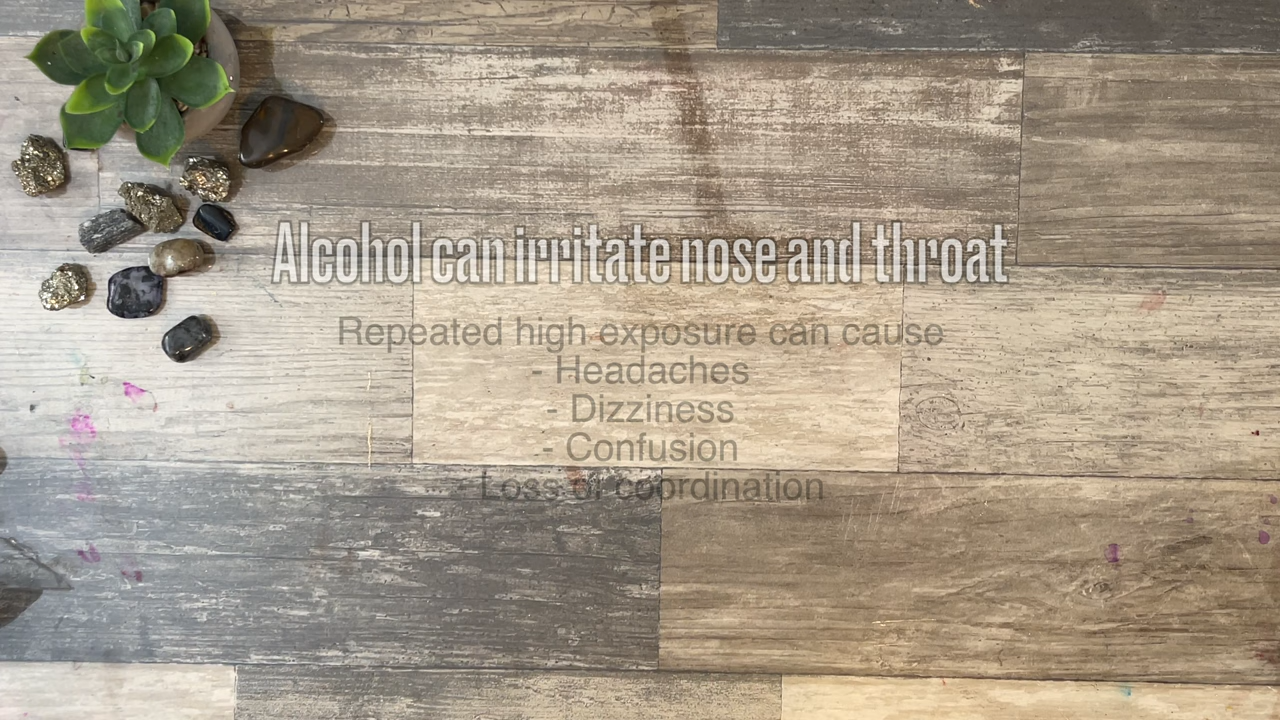 Alcohol can irritate nose and throat
Repeated high exposure can cause
- Headaches
- Dizziness
- Confusion
- Loss of coordination